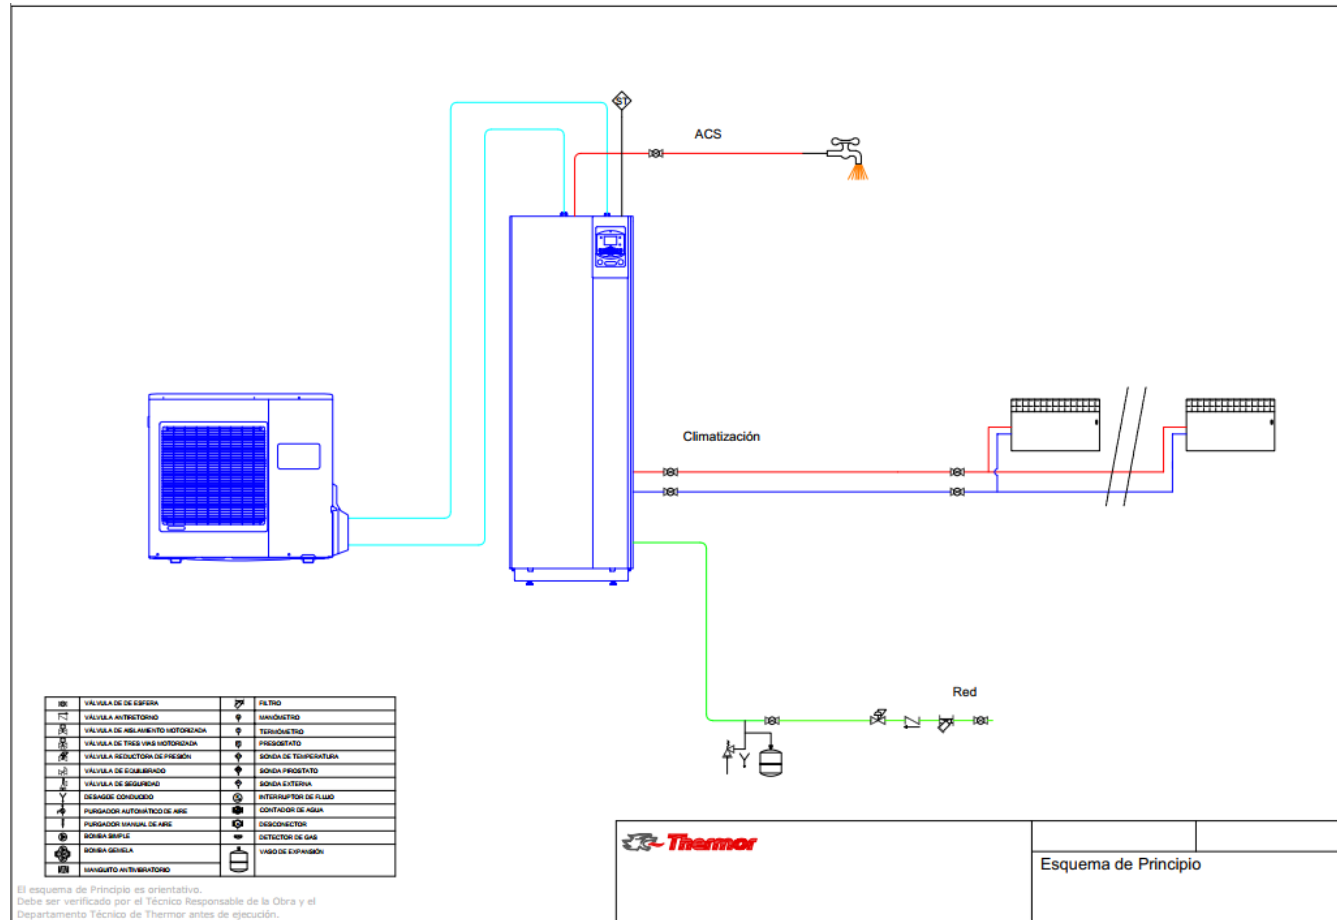 ST
ACS
Climatización
Red
VÁLVULA DE DE ESFERA
FILTRO
VÁLVULA ANTIRETORNO
MANÓMETRO
VÁLVULA DE AISLAMIENTO MOTORIZADA
TERMÓMETRO
VÁLVULA DE TRES VIAS MOTORIZADA
PRESOSTATO
VÁLVULA REDUCTORA DE PRESIÓN
SONDA DE TEMPERATURA
VÁLVULA DE EQUILIBRADO
SONDA PIROSTATO
VÁLVULA DE SEGURIDAD
SONDA EXTERNA
DESAGÜE CONDUCIDO
INTERRUPTOR DE FLUJO
PURGADOR AUTOMÁTICO DE AIRE
CONTADOR DE AGUA
PURGADOR MANUAL DE AIRE
DESCONECTOR
BOMBA SIMPLE
DETECTOR DE GAS
BOMBA GEMELA
VASO DE EXPANSIÓN
MANGUITO ANTIVIBRATORIO
El esquema de Principio es orientativo.
Debe ser verificado por el Técnico Responsable de la Obra y el
Departamento Técnico de Thermor antes de ejecución.
Thermor
Esquema de Principio